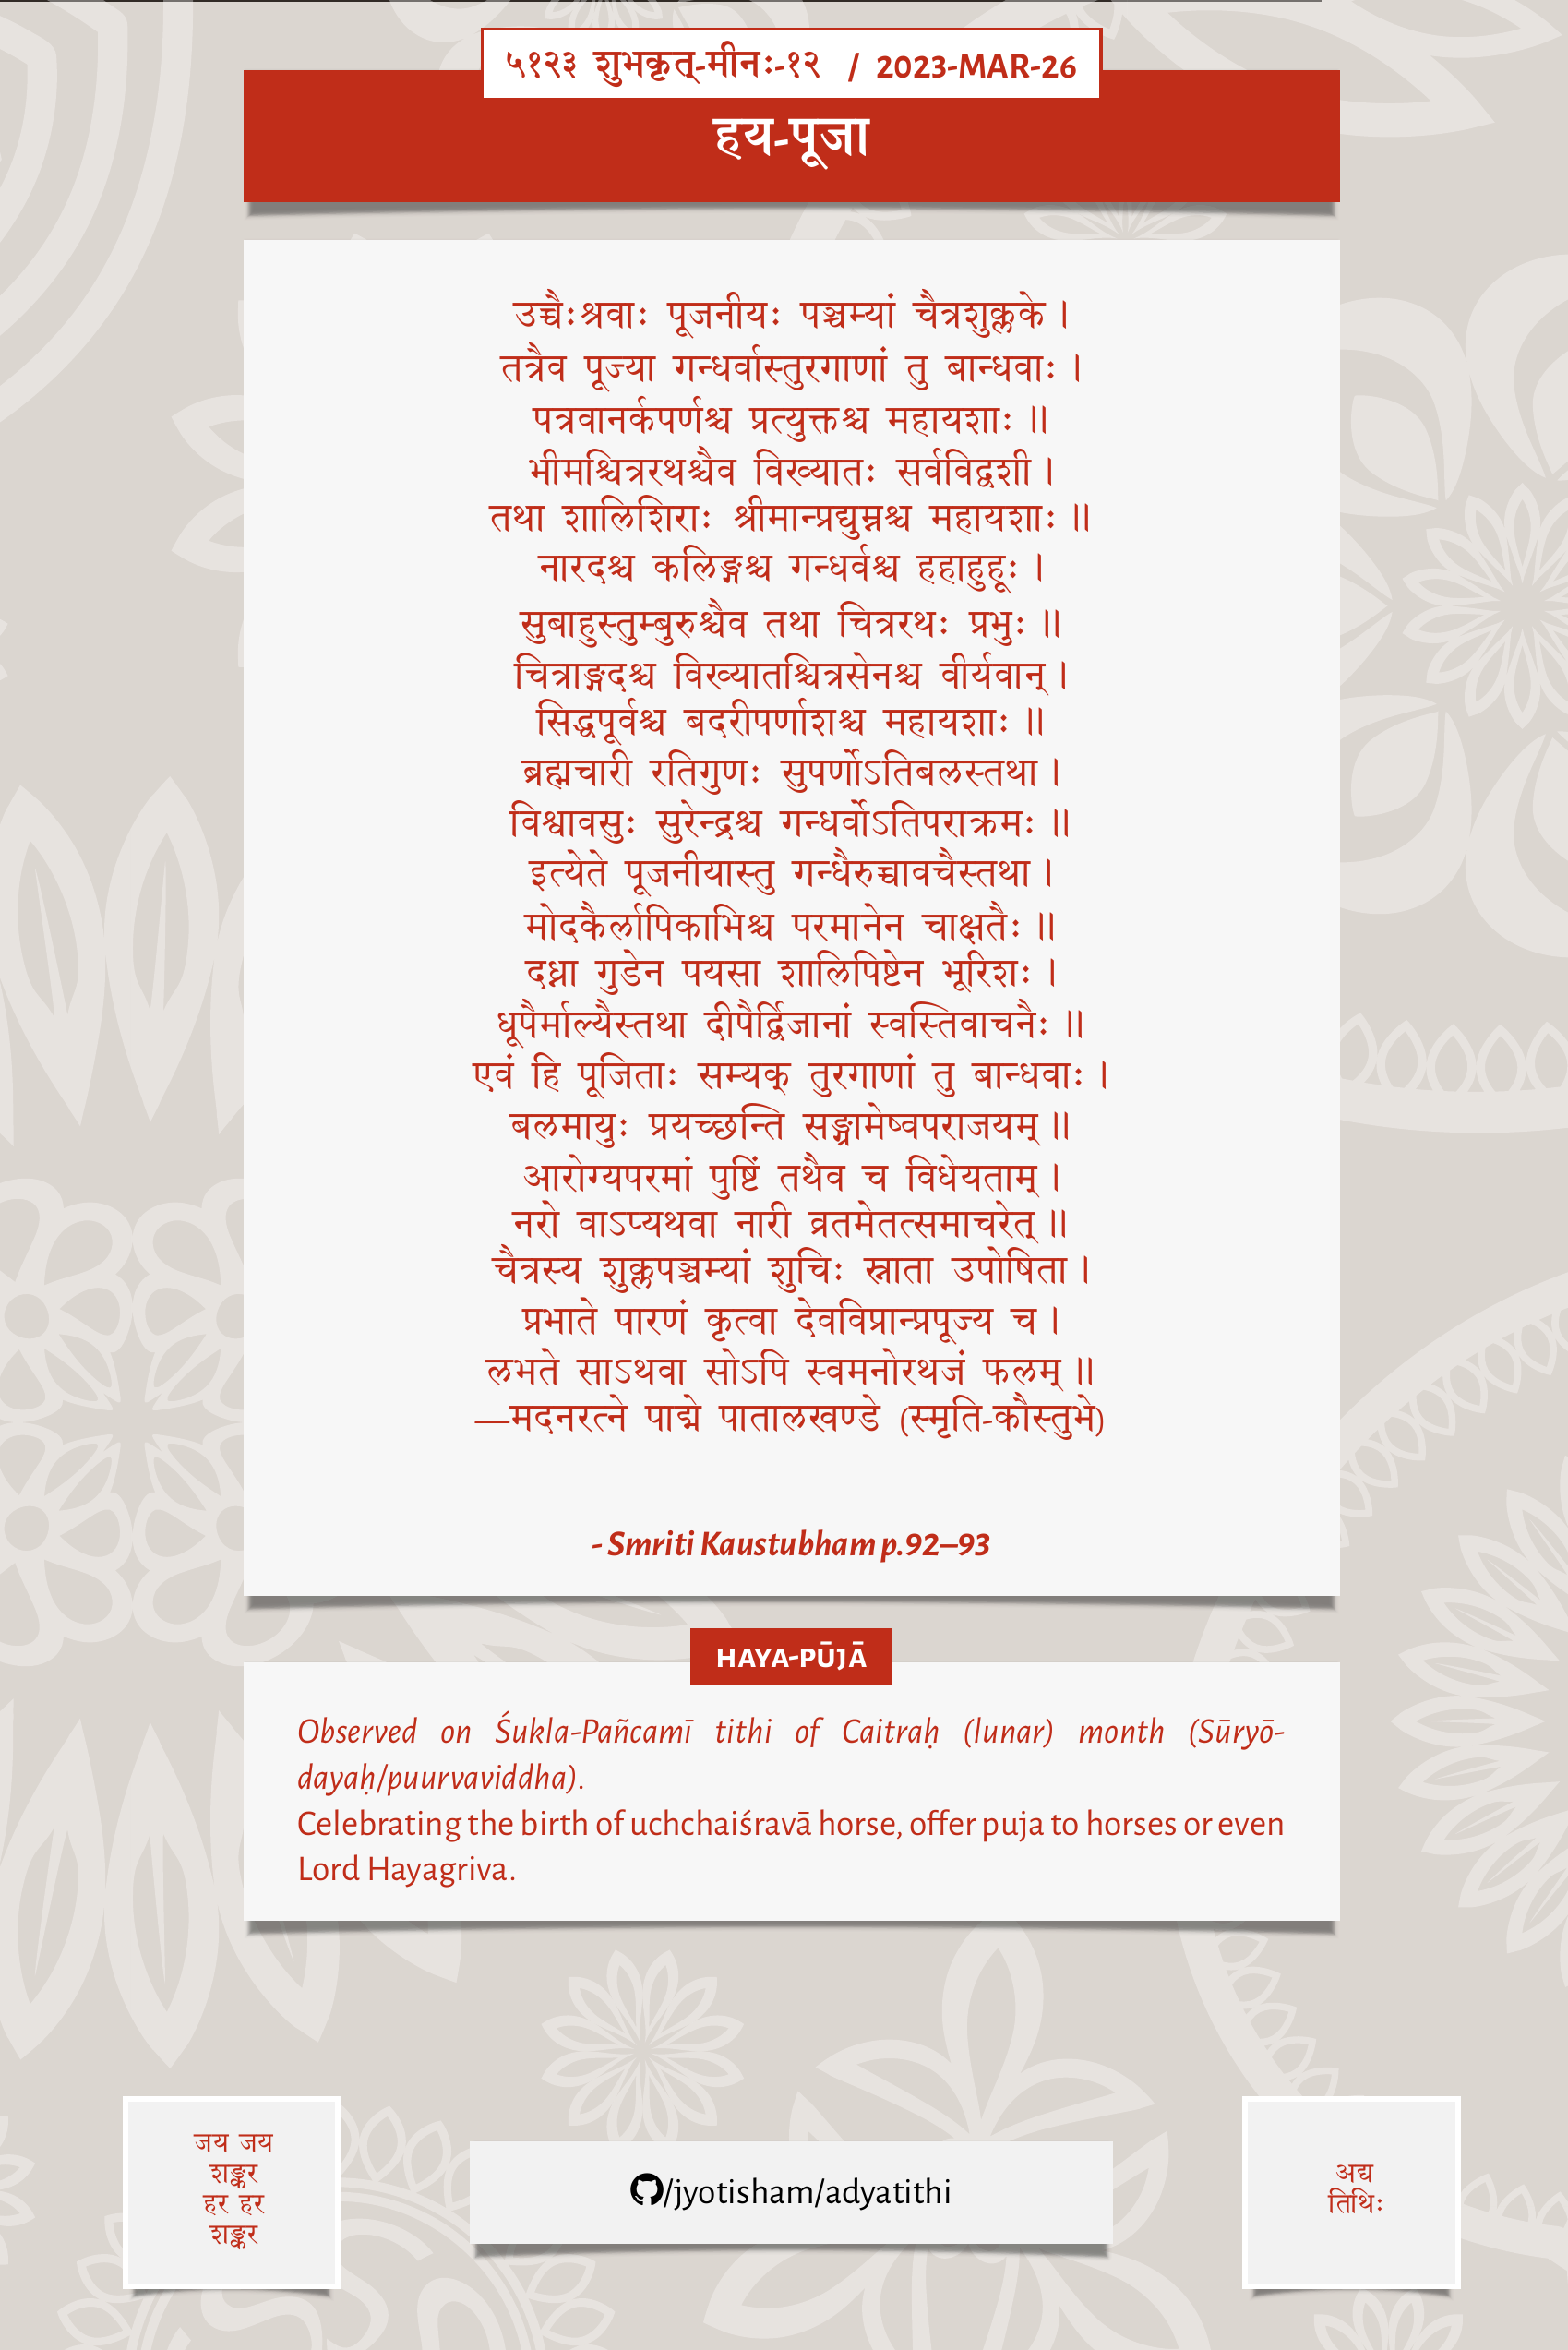 ५१२३ शुभकृत्-मीनः-१२ / 2023-MAR-26
हय-पूजा
उच्चैःश्रवाः पूजनीयः पञ्चम्यां चैत्रशुक्लके ।
तत्रैव पूज्या गन्धर्वास्तुरगाणां तु बान्धवाः ।
पत्रवानर्कपर्णश्च प्रत्युक्तश्च महायशाः ॥
भीमश्चित्ररथश्चैव विख्यातः सर्वविद्वशी ।
तथा शालिशिराः श्रीमान्प्रद्युम्नश्च महायशाः ॥
नारदश्च कलिङ्गश्च गन्धर्वश्च हहाहुहूः ।
सुबाहुस्तुम्बुरुश्चैव तथा चित्ररथः प्रभुः ॥
चित्राङ्गदश्च विख्यातश्चित्रसेनश्च वीर्यवान् ।
सिद्धपूर्वश्च बदरीपर्णाशश्च महायशाः ॥
ब्रह्मचारी रतिगुणः सुपर्णोऽतिबलस्तथा ।
विश्वावसुः सुरेन्द्रश्च गन्धर्वोऽतिपराक्रमः ॥
इत्येते पूजनीयास्तु गन्धैरुच्चावचैस्तथा ।
मोदकैर्लापिकाभिश्च परमानेन चाक्षतैः ॥
दध्ना गुडेन पयसा शालिपिष्टेन भूरिशः ।
धूपैर्माल्यैस्तथा दीपैर्द्विजानां स्वस्तिवाचनैः ॥
एवं हि पूजिताः सम्यक् तुरगाणां तु बान्धवाः ।
बलमायुः प्रयच्छन्ति सङ्ग्रामेष्वपराजयम् ॥
आरोग्यपरमां पुष्टिं तथैव च विधेयताम् ।
नरो वाऽप्यथवा नारी व्रतमेतत्समाचरेत् ॥
चैत्रस्य शुक्लपञ्चम्यां शुचिः स्नाता उपोषिता ।
प्रभाते पारणं कृत्वा देवविप्रान्प्रपूज्य च ।
लभते साऽथवा सोऽपि स्वमनोरथजं फलम् ॥
—मदनरत्ने पाद्मे पातालखण्डे (स्मृति-कौस्तुभे)
- Smriti Kaustubham p.92–93
HAYA-PŪJĀ
Observed on Śukla-Pañcamī tithi of Caitraḥ (lunar) month (Sūryō-
dayaḥ/puurvaviddha).
Celebrating the birth of uchchaiśravā horse, offer puja to horses or even
Lord Hayagriva.
जय जय
शङ्कर
हर हर
शङ्कर
/jyotisham/adyatithi
अद्य
तिथिः